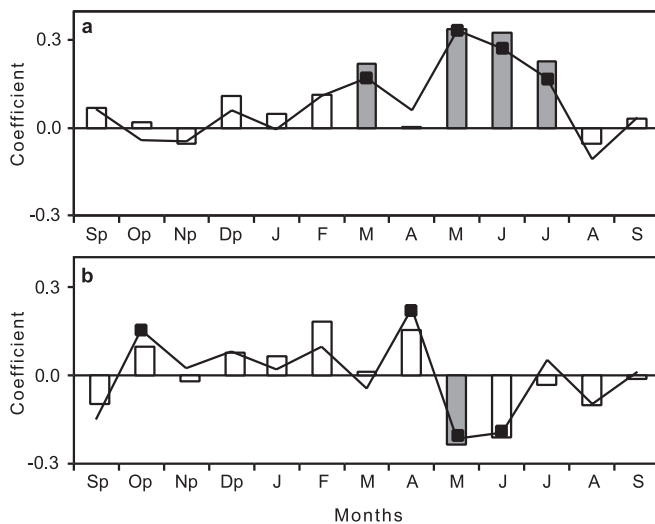 a
0.3
0.0
-0.3
Coefficient
Sp Op Np Dp J F M A M J J A S
b
0.3
0.0
-0.3
Coefficient
Sp Op Np Dp J F M A M J J A S
Months